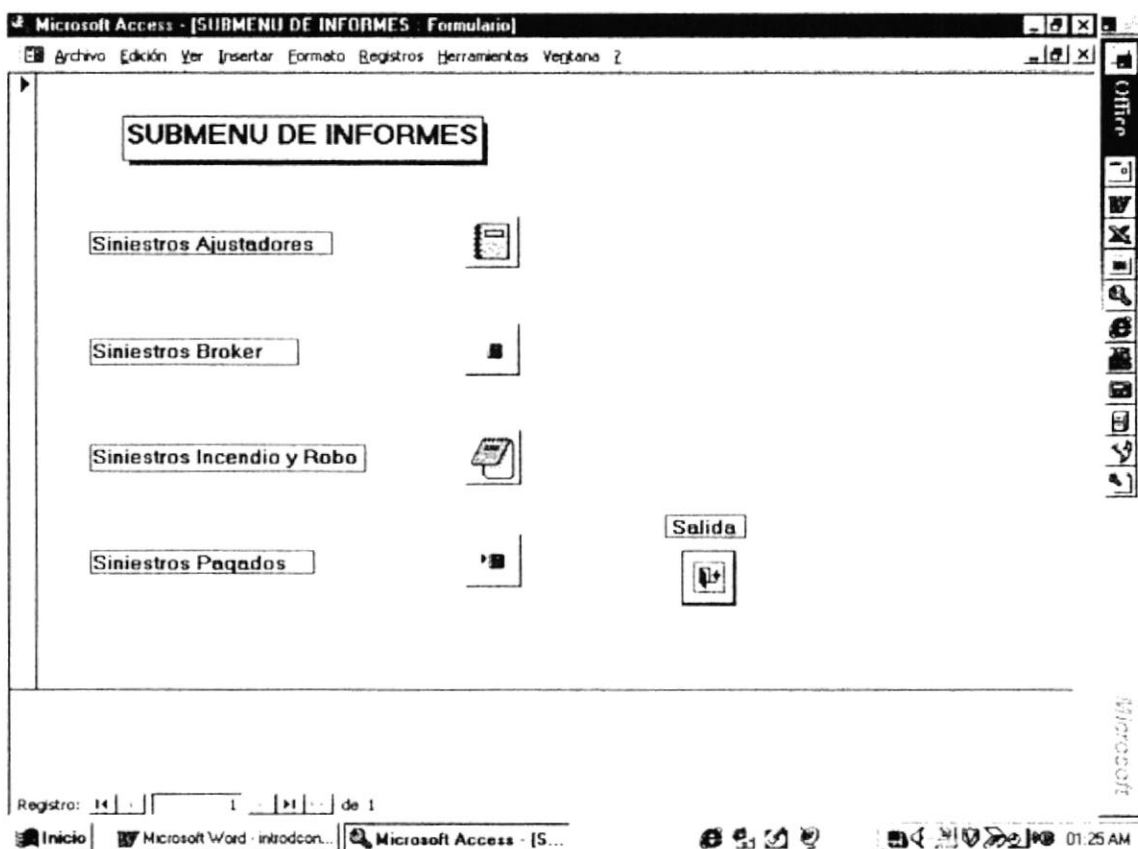 Microsoft Access - [SUBMENU DE INFORMES : Formulario]
Archivo Edición Ver Insertar Formato Registros Herramientas Ventana ?
Office
SUBMENU DE INFORMES
Siniestros Ajustadores
Siniestros Broker
Siniestros Incendio y Robo
Salida
Siniestros Pagados
Microsoft
Registro: 1 de 1
Inicio Microsoft Word - introdcon... Microsoft Access - [S... 01:25 AM